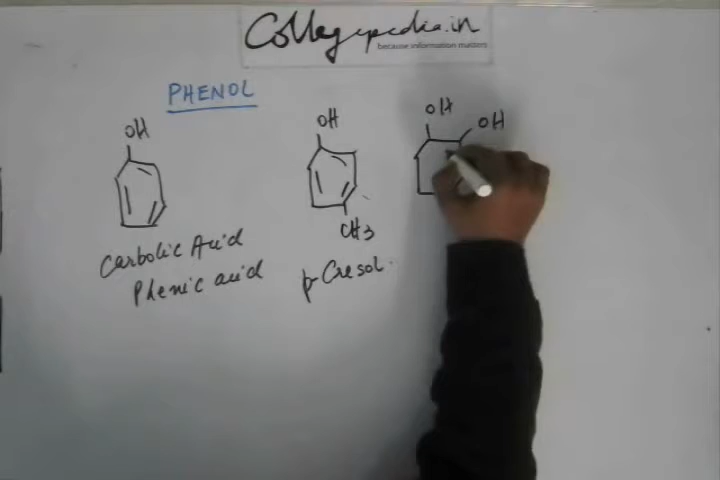 Collegepedia.in
because information matters
PHENOL
OH
OH
OH
OH
CH3
Carbolic Acid
Phenic acid
p-Cresol.